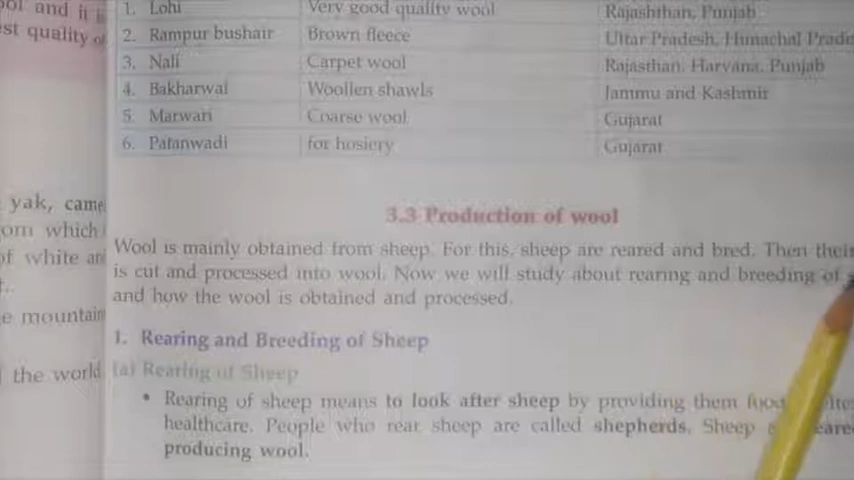 ool and it is
est quality of
yak, came
om which
of white an
e mountain
the world
1. Lohi Very good quality wool Rajashthan, Punjab
2. Rampur bushair Brown fleece Uttar Pradesh, Himachal Prade
3. Nali Carpet wool Rajasthan, Haryana, Punjab
4. Bakharwal Woollen shawls Jammu and Kashmir
5. Marwari Coarse wool Gujarat
6. Patanwadi for hosiery Gujarat
3.3 Production of wool
Wool is mainly obtained from sheep. For this, sheep are reared and bred. Then their
is cut and processed into wool. Now we will study about rearing and breeding of
and how the wool is obtained and processed.
1. Rearing and Breeding of Sheep
(a) Rearing of Sheep
• Rearing of sheep means to look after sheep by providing them food
healthcare. People who rear sheep are called shepherds. Sheep
producing wool.